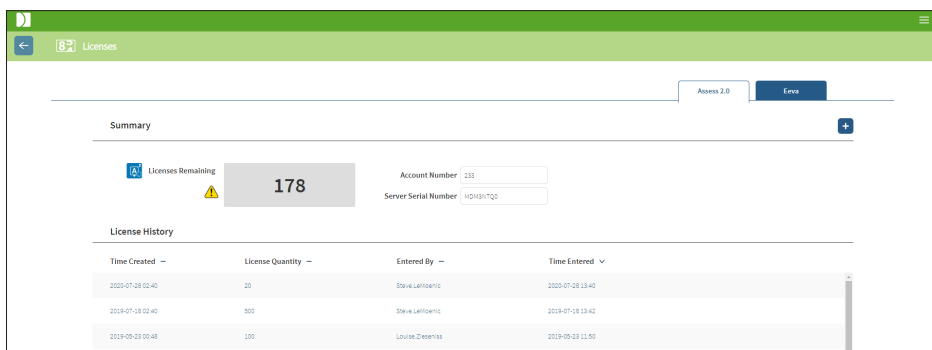 Licenses
Assess 2.0 Eeva
Summary
Licenses Remaining
178
Account Number 233
Server Serial Number MDM3NTQ0
License History
Time Created License Quantity Entered By Time Entered
2020-07-28 02:40 20 Steve.LeMoenic 2020-07-28 13:40
2019-07-18 02:40 500 Steve.LeMoenic 2019-07-18 13:42
2019-05-23 00:48 100 Louise.Zieseniss 2019-05-23 11:50